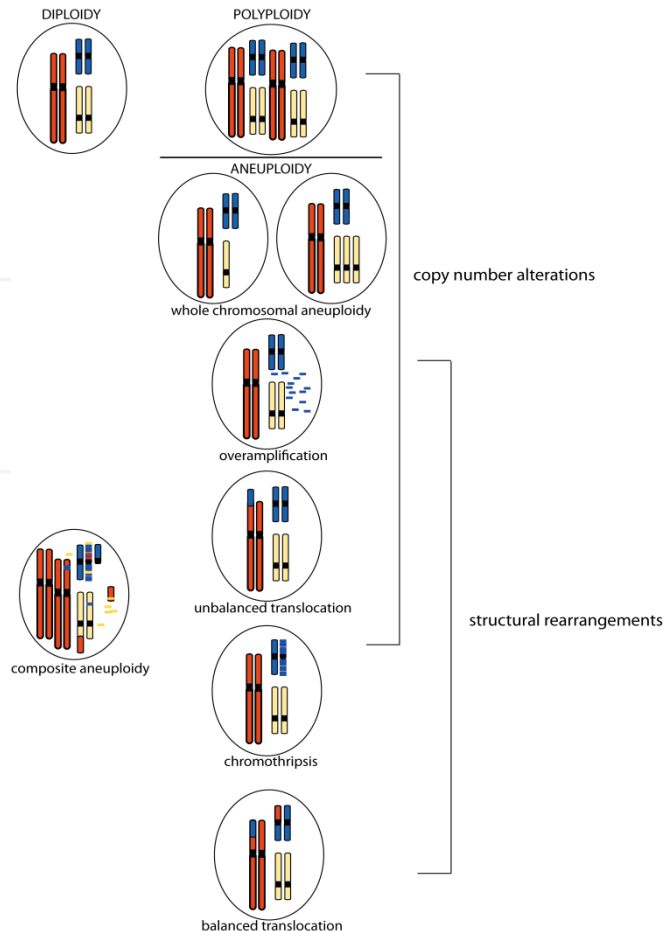 DIPLOIDY
POLYPLOIDY
ANEUPLOIDY
whole chromosomal aneuploidy
copy number alterations
overamplification
unbalanced translocation
structural rearrangements
composite aneuploidy
chromothripsis
balanced translocation